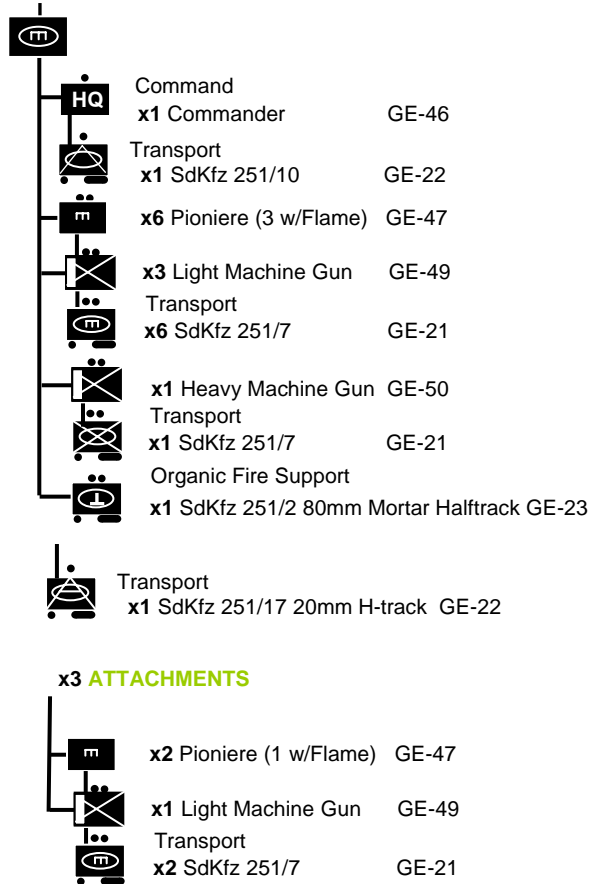 Command
HQ x1 Commander GE-46
Transport
x1 SdKfz 251/10 GE-22
E x6 Pioniere (3 w/Flame) GE-47
x3 Light Machine Gun GE-49
Transport
x6 SdKfz 251/7 GE-21
x1 Heavy Machine Gun GE-50
Transport
x1 SdKfz 251/7 GE-21
Organic Fire Support
x1 SdKfz 251/2 80mm Mortar Halftrack GE-23
Transport
x1 SdKfz 251/17 20mm H-track GE-22
x3 ATTACHMENTS
x2 Pioniere (1 w/Flame) GE-47
x1 Light Machine Gun GE-49
Transport
x2 SdKfz 251/7 GE-21